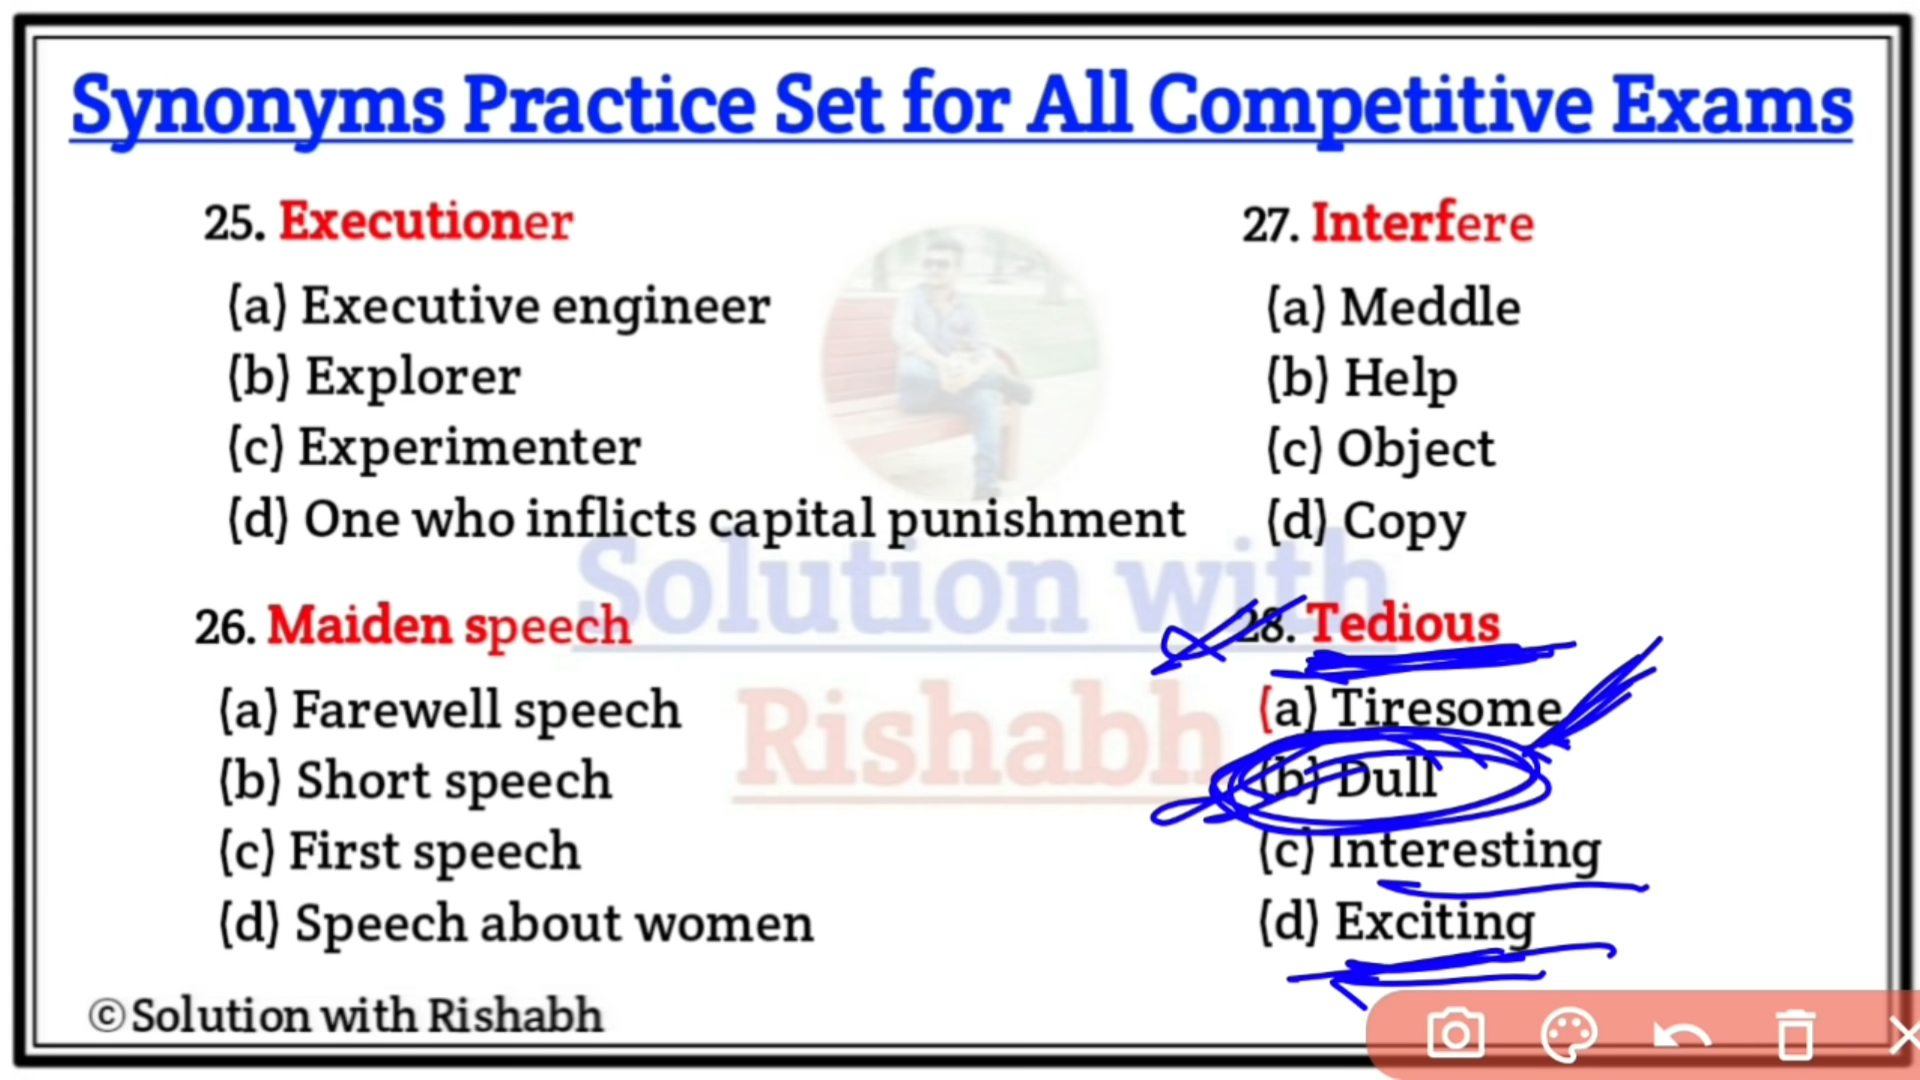 Synonyms Practice Set for All Competitive Exams
25. Executioner
(a) Executive engineer
(b) Explorer
(c) Experimenter
(d) One who inflicts capital punishment
26. Maiden speech
(a) Farewell speech
(b) Short speech
(c) First speech
(d) Speech about women
27. Interfere
(a) Meddle
(b) Help
(c) Object
(d) Copy
28. Tedious
(a) Tiresome
(b) Dull
(c) Interesting
(d) Exciting
Solution with
Rishabh
©Solution with Rishabh